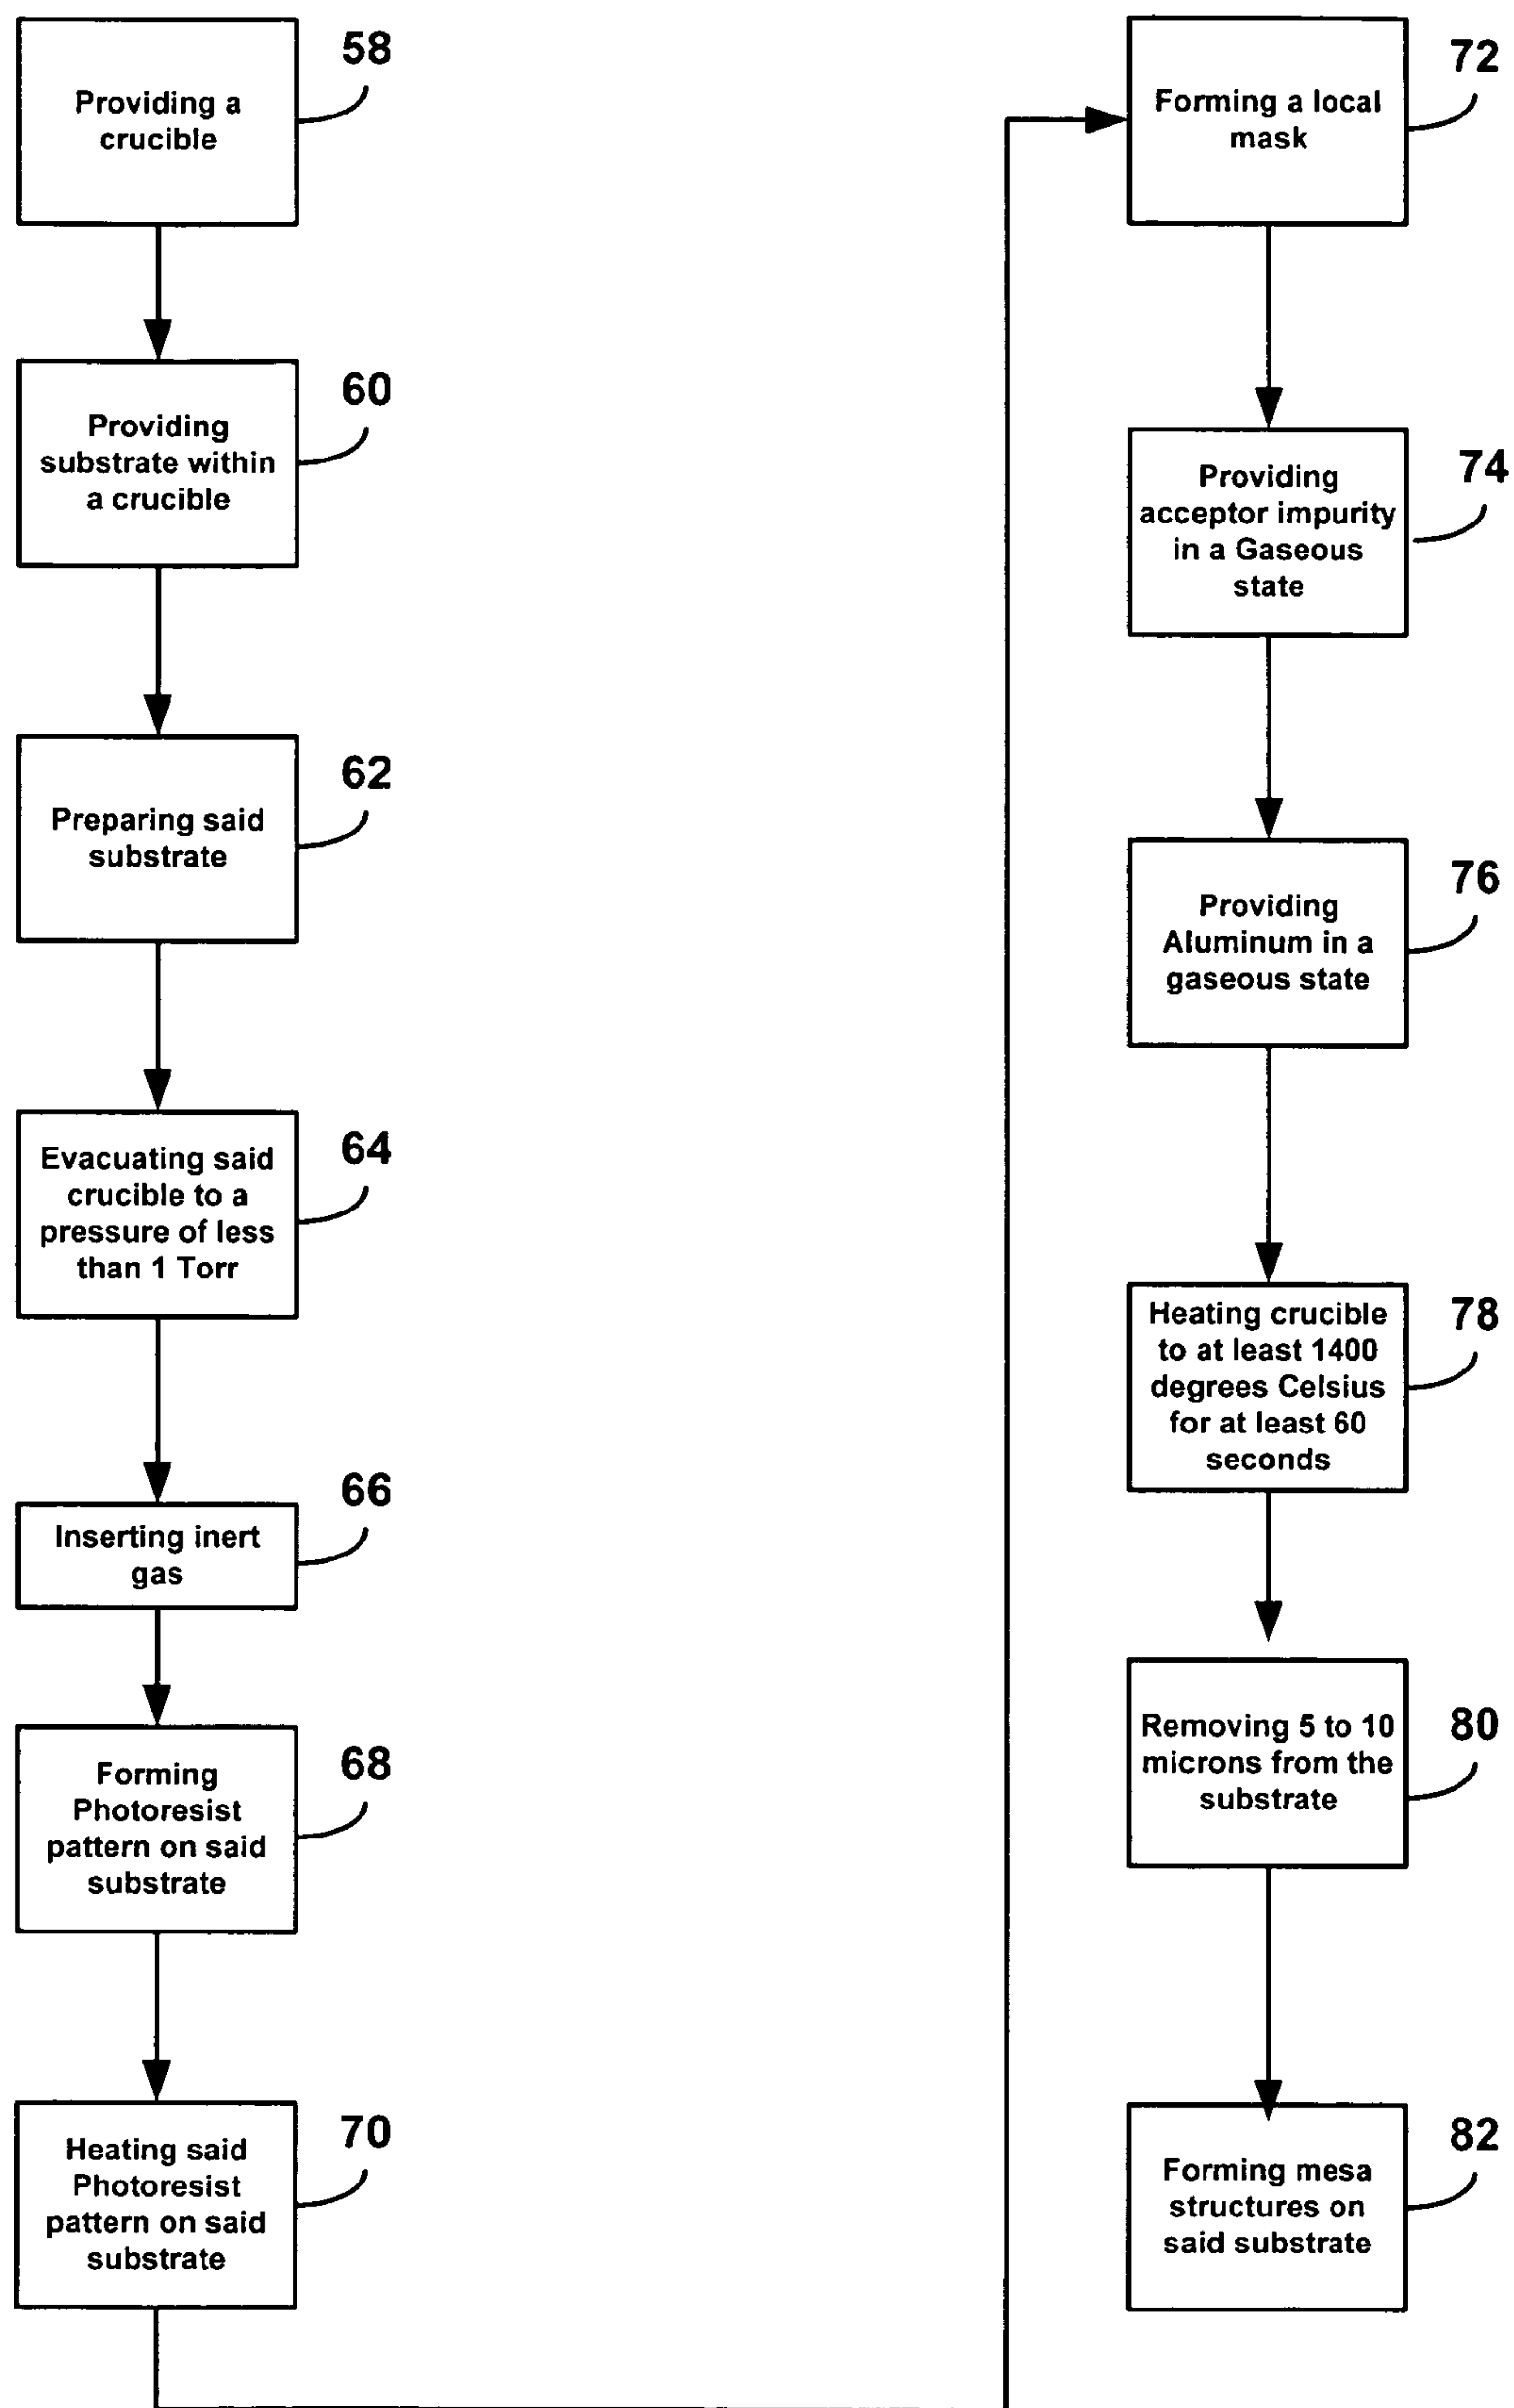 58
Providing a
crucible
60
Providing
substrate within
a crucible
62
Preparing said
substrate
64
Evacuating said
crucible to a
pressure of less
than 1 Torr
66
Inserting inert
gas
68
Forming
Photoresist
pattern on said
substrate
70
Heating said
Photoresist
pattern on said
substrate
72
Forming a local
mask
74
Providing
acceptor impurity
in a Gaseous
state
76
Providing
Aluminum in a
gaseous state
78
Heating crucible
to at least 1400
degrees Celsius
for at least 60
seconds
80
Removing 5 to 10
microns from the
substrate
82
Forming mesa
structures on
said substrate